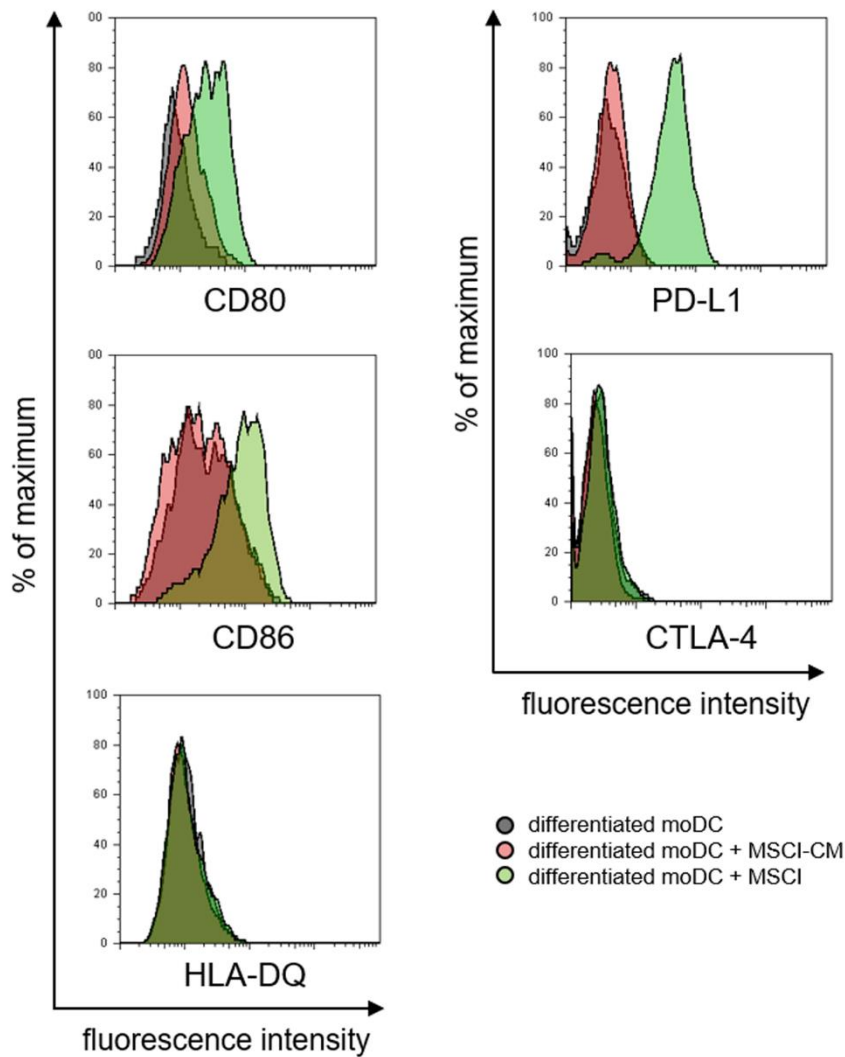 00
80
60
40
20
0
CD80
100
80
60
40
20
0
PD-L1
% of maximum
% of maximum
00
80
60
40
20
0
CD86
100
80
60
40
20
0
CTLA-4
fluorescence intensity
100
80
60
40
20
0
HLA-DQ
fluorescence intensity
differentiated moDC
differentiated moDC + MSCI-CM
differentiated moDC + MSCI